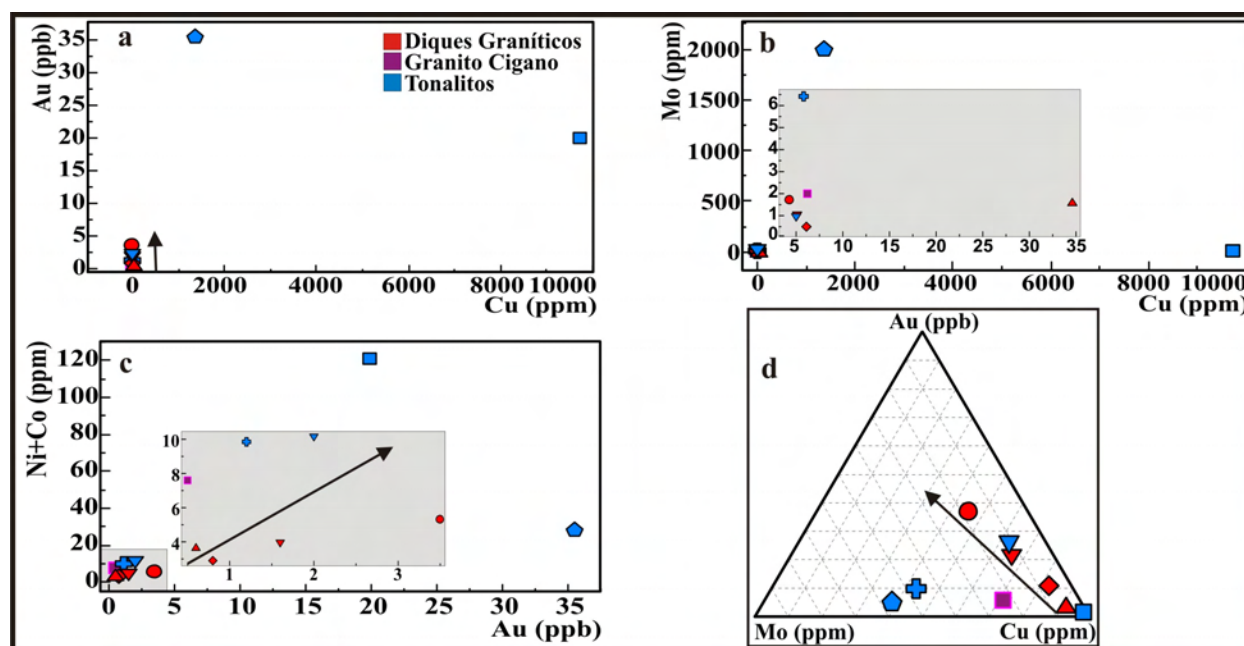 a
Au (ppb)
35
30
25
20
15
10
5
0
0 2000 4000 6000 8000 10000
Cu (ppm)
Diques Graníticos
Granito Cigano
Tonalitos
b
Mo (ppm)
2000
1500
1000
500
0
0 2000 4000 6000 8000 10000
Cu (ppm)
6
5
4
3
2
1
0
5 10 15 20 25 30 35
c
Ni+Co (ppm)
120
100
80
60
40
20
0
0 5 10 15 20 25 30 35
Au (ppb)
10
8
6
4
1 2 3
d
Au (ppb)
Mo (ppm) Cu (ppm)